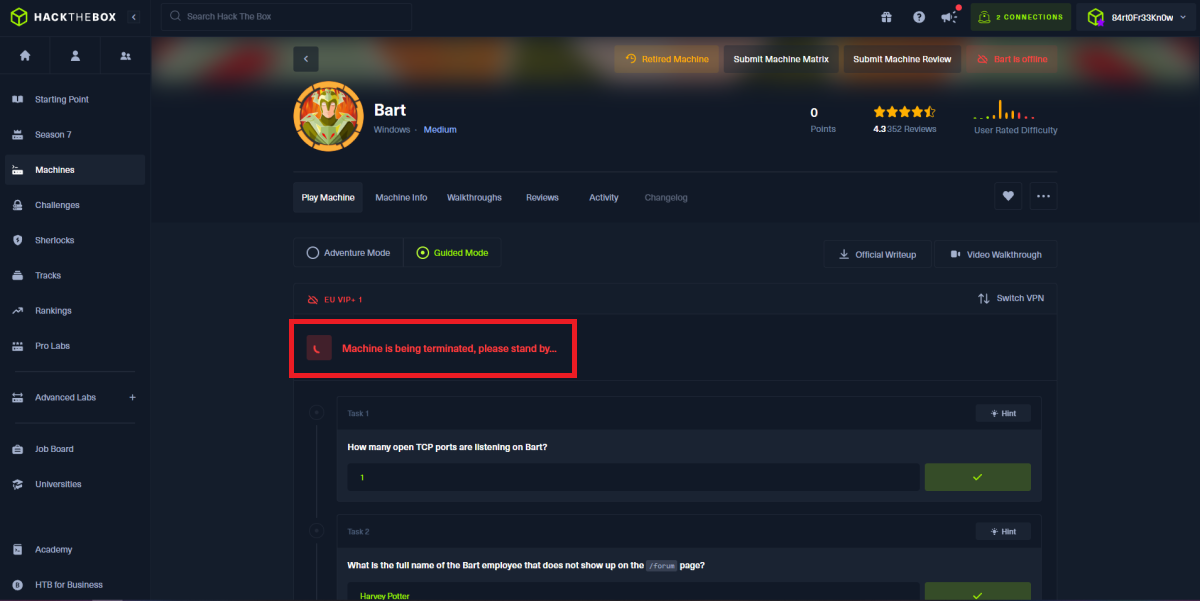 HACKTHEBOX
Search Hack The Box
2 CONNECTIONS
84rt0Fr33Kn0w
Starting Point
Season 7
Machines
Challenges
Sherlocks
Tracks
Rankings
Pro Labs
Advanced Labs
Job Board
Universities
Academy
HTB for Business
Retired Machine
Submit Machine Matrix
Submit Machine Review
Bart is offline
Bart
Windows · Medium
0
Points
4.3 352 Reviews
User Rated Difficulty
Play Machine
Machine Info
Walkthroughs
Reviews
Activity
Changelog
Adventure Mode
Guided Mode
Official Writeup
Video Walkthrough
EU VIP+ 1
Switch VPN
Machine is being terminated, please stand by...
Task 1
Hint
How many open TCP ports are listening on Bart?
1
Task 2
Hint
What is the full name of the Bart employee that does not show up on the /forum page?
Harvey Potter